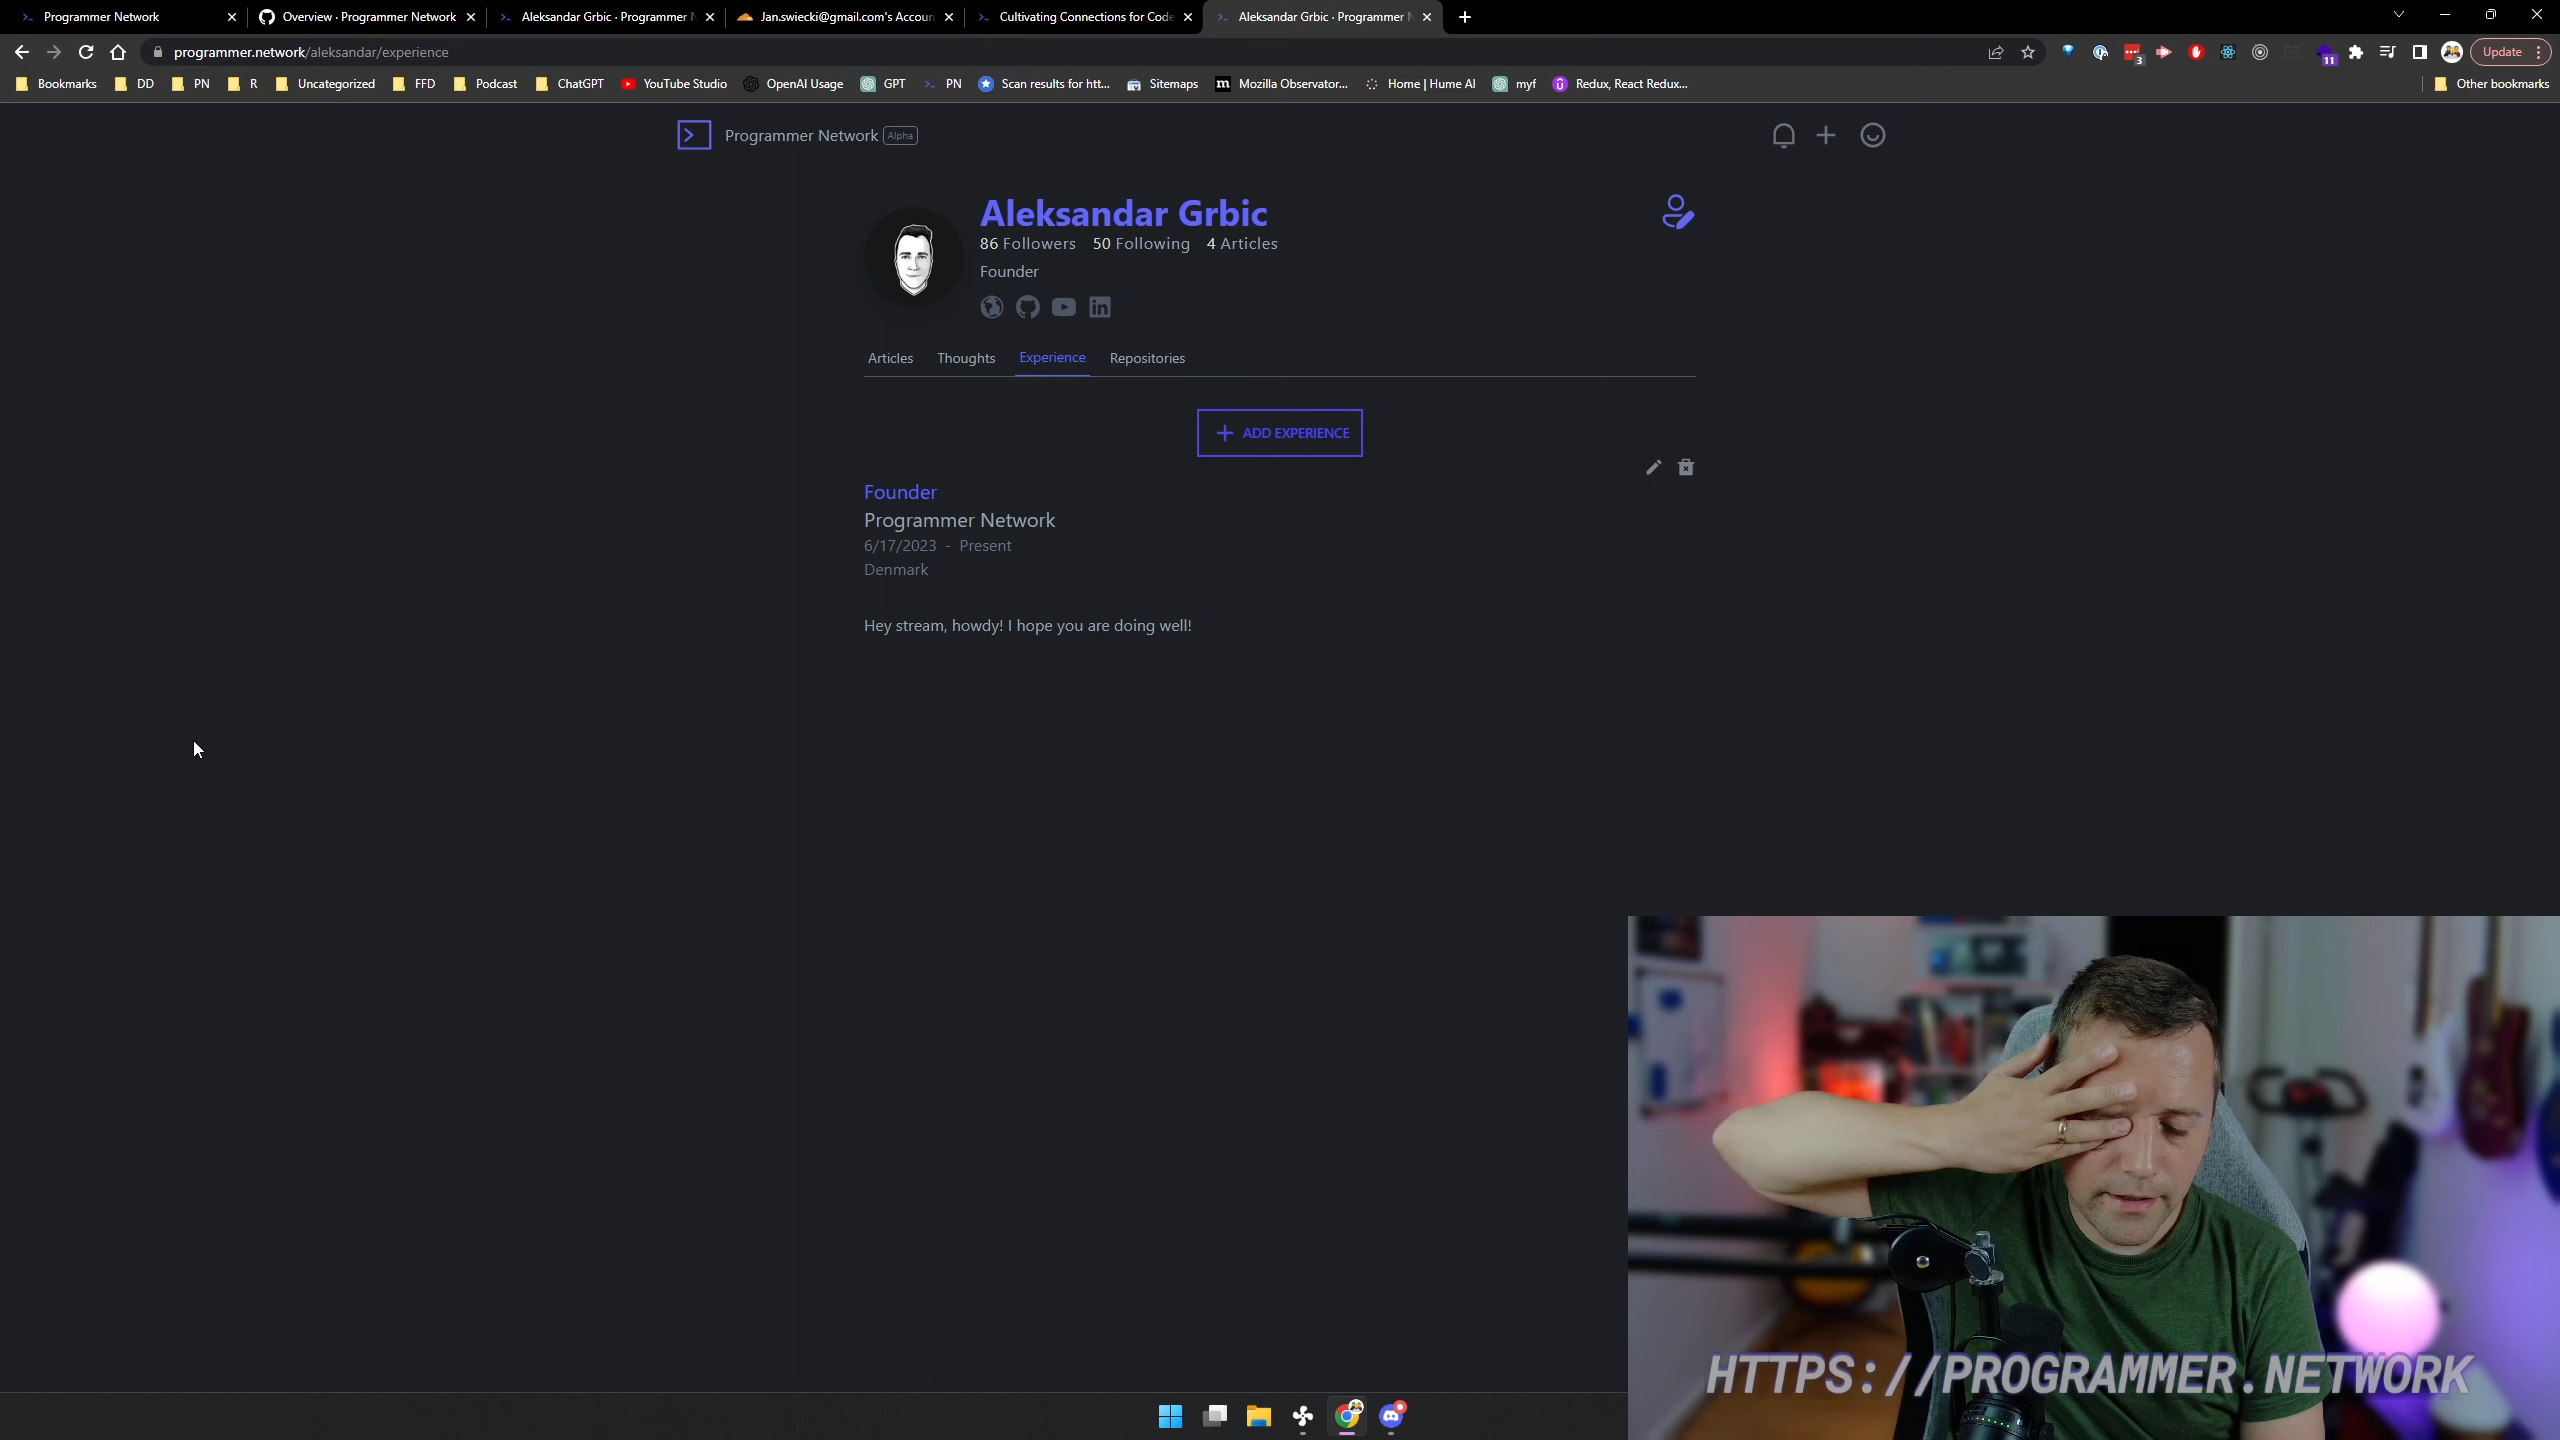 Programmer Network
Overview · Programmer Network
Aleksandar Grbic · Programmer N
Jan.swiecki@gmail.com's Accoun
Cultivating Connections for Code
Aleksandar Grbic · Programmer N
programmer.network/aleksandar/experience
3
11
Update
Bookmarks
DD
PN
R
Uncategorized
FFD
Podcast
ChatGPT
YouTube Studio
OpenAI Usage
GPT
PN
Scan results for htt...
Sitemaps
Mozilla Observator...
Home | Hume AI
myf
Redux, React Redux...
Other bookmarks
Programmer Network Alpha
Aleksandar Grbic
86 Followers 50 Following 4 Articles
Founder
Articles Thoughts Experience Repositories
+ ADD EXPERIENCE
Founder
Programmer Network
6/17/2023 - Present
Denmark
Hey stream, howdy! I hope you are doing well!
HTTPS://PROGRAMMER.NETWORK